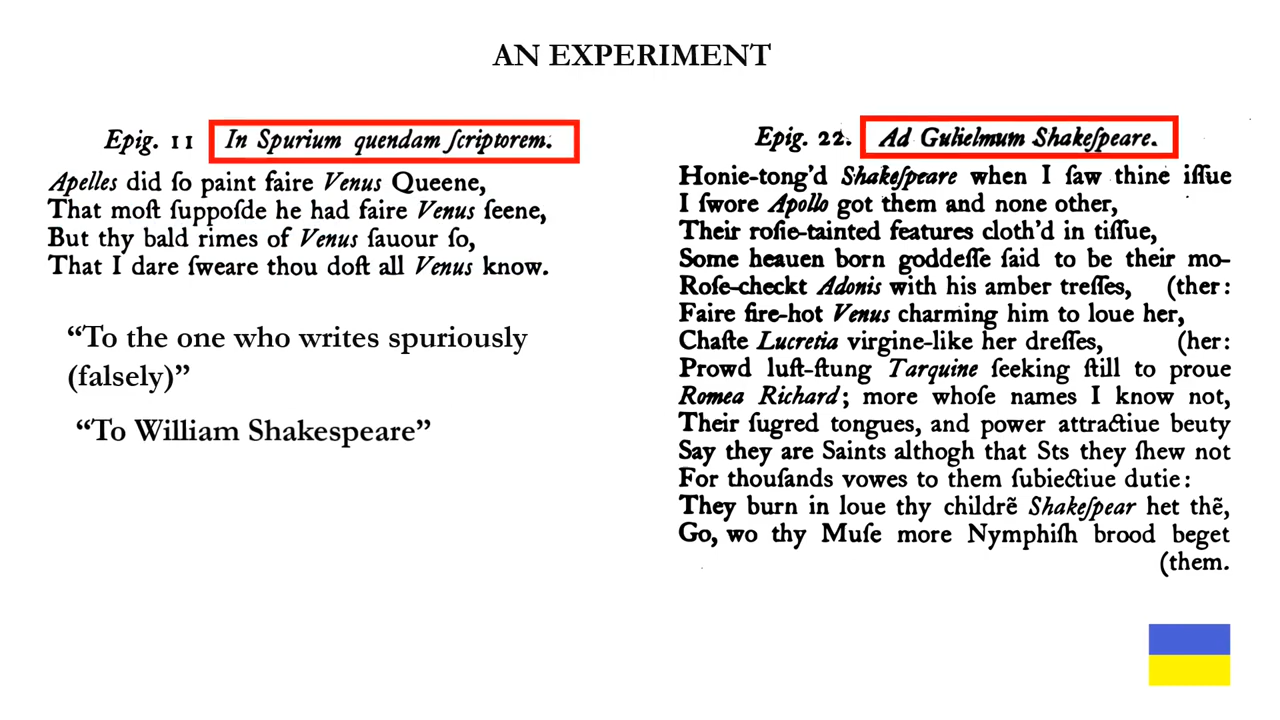 AN EXPERIMENT
Epig. 11 In Spurium quendam ſcriptorem.
Apelles did ſo paint faire Venus Queene,
That moſt ſuppoſde he had faire Venus ſeene,
But thy bald rimes of Venus ſauour ſo,
That I dare ſweare thou doſt all Venus know.
“To the one who writes spuriously
(falsely)”
“To William Shakespeare”
Epig. 22. Ad Gulielmum Shakeſpeare.
Honie-tong'd Shakeſpeare when I ſaw thine iſſue
I ſwore Apollo got them and none other,
Their roſie-tainted features cloth'd in tiſſue,
Some heauen born goddeſſe ſaid to be their mo-
Roſe-checkt Adonis with his amber treſſes, (ther:
Faire fire-hot Venus charming him to loue her,
Chaſte Lucretia virgine-like her dreſſes, (her:
Prowd luſt-ſtung Tarquine ſeeking ſtill to proue
Romea Richard; more whoſe names I know not,
Their ſugred tongues, and power attractiue beuty
Say they are Saints althogh that Sts they ſhew not
For thouſands vowes to them ſubiectiue dutie:
They burn in loue thy childrẽ Shakeſpear het thẽ,
Go, wo thy Muſe more Nymphiſh brood beget
(them.